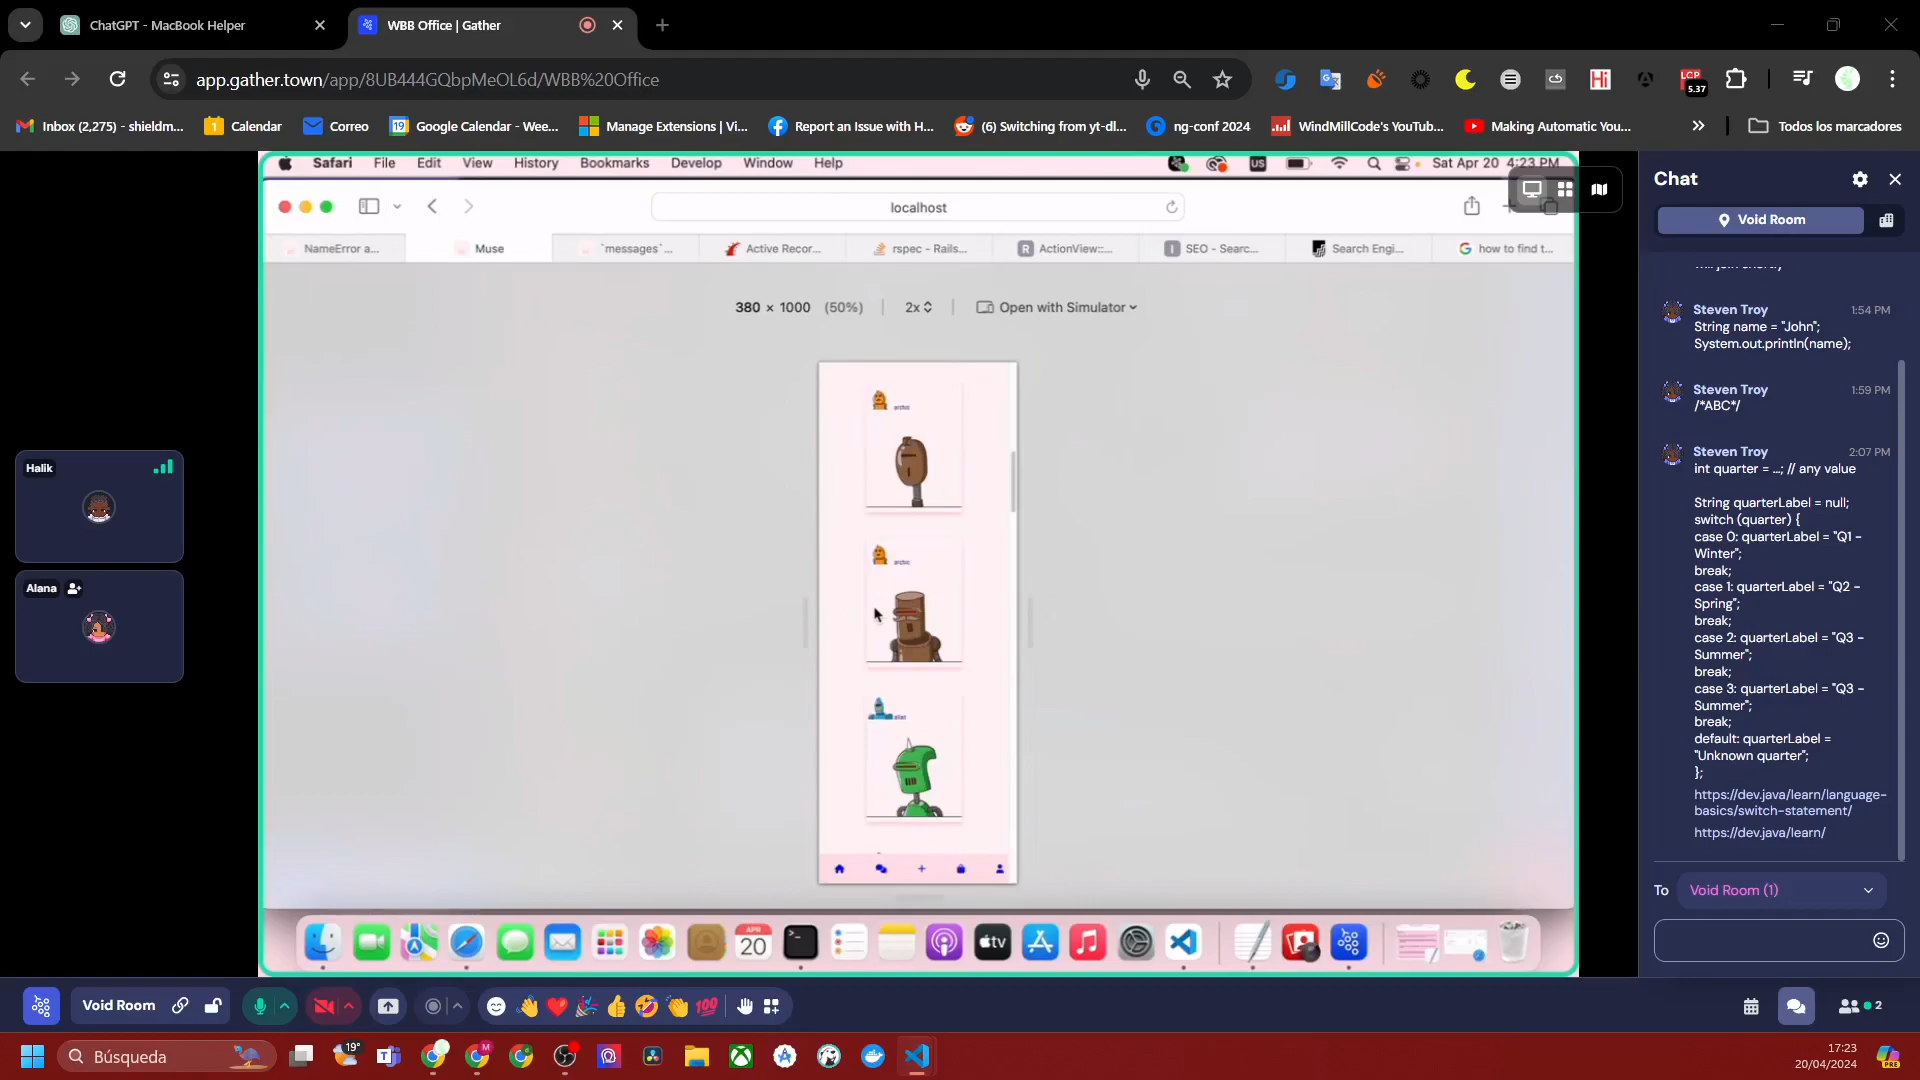 ChatGPT - MacBook Helper
WBB Office | Gather
app.gather.town/app/8UB444GQbpMeOL6d/WBB%20Office
LCP
5.37
Inbox (2,275) - shieldm...
Calendar
Correo
Google Calendar - Wee...
Manage Extensions | Vi...
Report an Issue with H...
(6) Switching from yt-dl...
ng-conf 2024
WindMillCode's YouTub...
Making Automatic You...
Todos los marcadores
Safari File Edit View History Bookmarks Develop Window Help
US
Sat Apr 20 4:23 PM
localhost
NameError a...
Muse
`messages`...
Active Recor...
rspec - Rails...
ActionView::...
SEO - Searc...
Search Engi...
how to find t...
380 × 1000 (50%)
2x
Open with Simulator
Halik
Alana
APR
20
tv
Chat
Void Room
Steven Troy 1:54 PM
String name = "John";
System.out.println(name);
Steven Troy 1:59 PM
/*ABC*/
Steven Troy 2:07 PM
int quarter = ...; // any value
String quarterLabel = null;
switch (quarter) {
case 0: quarterLabel = "Q1 -
Winter";
break;
case 1: quarterLabel = "Q2 -
Spring";
break;
case 2: quarterLabel = "Q3 -
Summer";
break;
case 3: quarterLabel = "Q3 -
Summer";
break;
default: quarterLabel =
"Unknown quarter";
};
https://dev.java/learn/language-
basics/switch-statement/
https://dev.java/learn/
To Void Room (1)
Void Room
2
Búsqueda
19°
17:23
20/04/2024
PRE